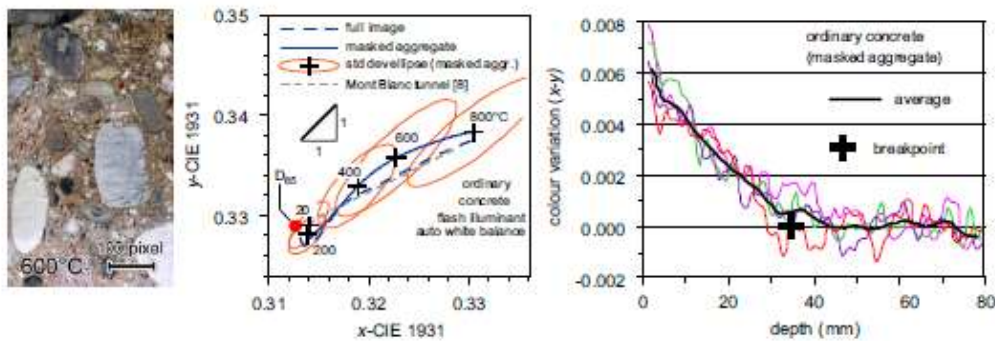 600°C
100 pixel
0.35
0.34
0.33
0.31
0.32
0.33
y-CIE 1931
x-CIE 1931
full image
masked aggregate
std dev ellipse (masked aggr.)
Mont Blanc tunnel [8]
1
1
800°C
600
400
D65
20
200
ordinary
concrete
flash illuminant
auto white balance
0.008
0.006
0.004
0.002
0.000
-0.002
colour variation (x-y)
0
20
40
60
80
depth (mm)
ordinary concrete
(masked aggregate)
average
breakpoint